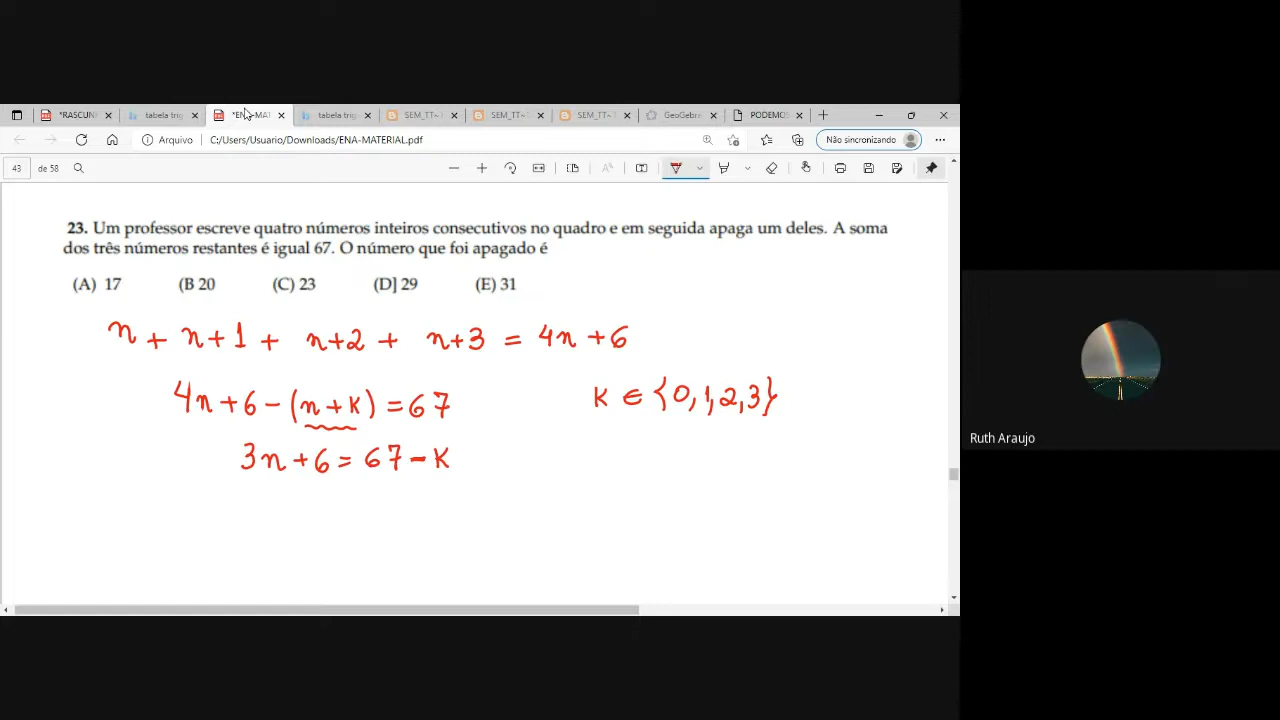 *RASCUN × tabela trig × *ENA-MAT × tabela trig × SEM_TT- × SEM_TT- × SEM_TT- × GeoGebra × PODEMOS ×
Arquivo | C:/Users/Usuario/Downloads/ENA-MATERIAL.pdf Não sincronizando
43 de 58
23. Um professor escreve quatro números inteiros consecutivos no quadro e em seguida apaga um deles. A soma
dos três números restantes é igual 67. O número que foi apagado é
(A) 17 (B 20 (C) 23 (D] 29 (E) 31
n + n+1 + n+2 + n+3 = 4n+6
4n+6-(n+K)=67 K ∈ {0,1,2,3}
3n+6=67-K
Ruth Araujo